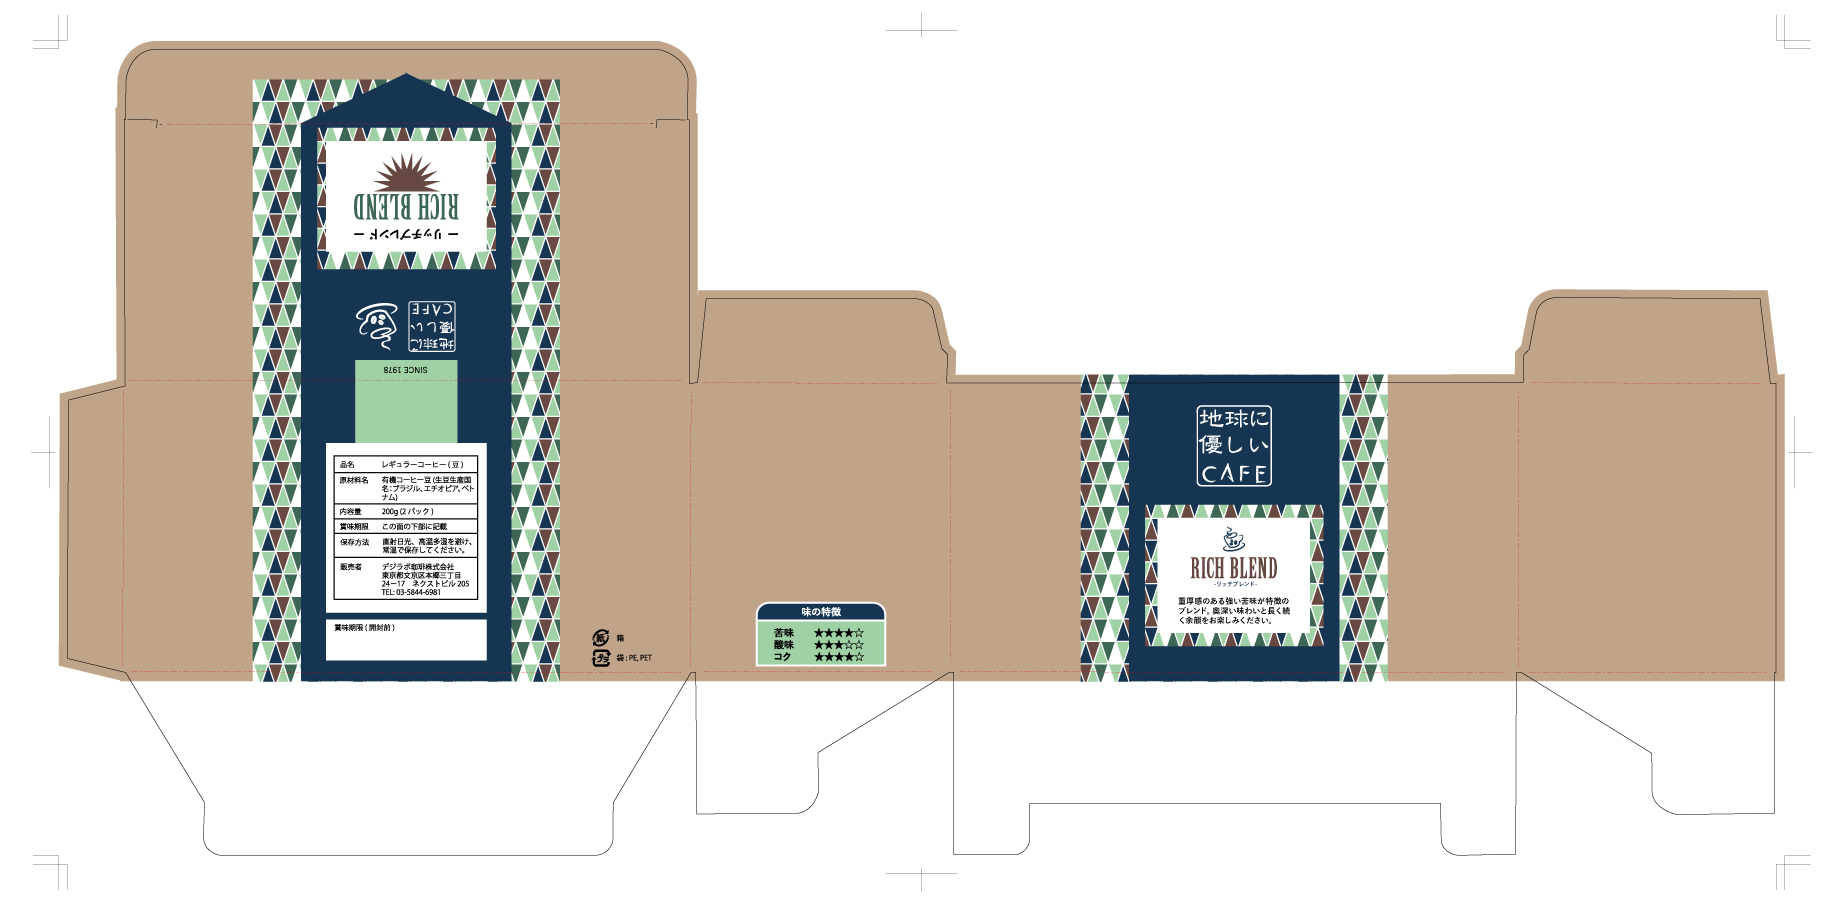 RICH BLEND
ー リッチブレンド ー
地球に
優しい
CAFE
SINCE 1978
品名 レギュラーコーヒー ( 豆 )
原材料名 有機コーヒー豆 (生豆生産国
名:ブラジル、エチオピア、ベト
ナム)
内容量 200g (2 パック )
賞味期限 この面の下部に記載
保存方法 直射日光、高温多湿を避け、
常温で保存してください。
販売者 デジラボ珈琲株式会社
東京都文京区本郷三丁目
24ー17 ネクストビル 205
TEL: 03-5844-6981
賞味期限 ( 開封前 )
紙 箱
プラ 袋 : PE, PET
味の特徴
苦味 ★★★★☆
酸味 ★★★☆☆
コク ★★★★☆
地球に
優しい
CAFE
RICH BLEND
-リッチブレンド-
重厚感のある強い苦味が特徴の
ブレンド。奥深い味わいと長く続
く余韻をお楽しみください。